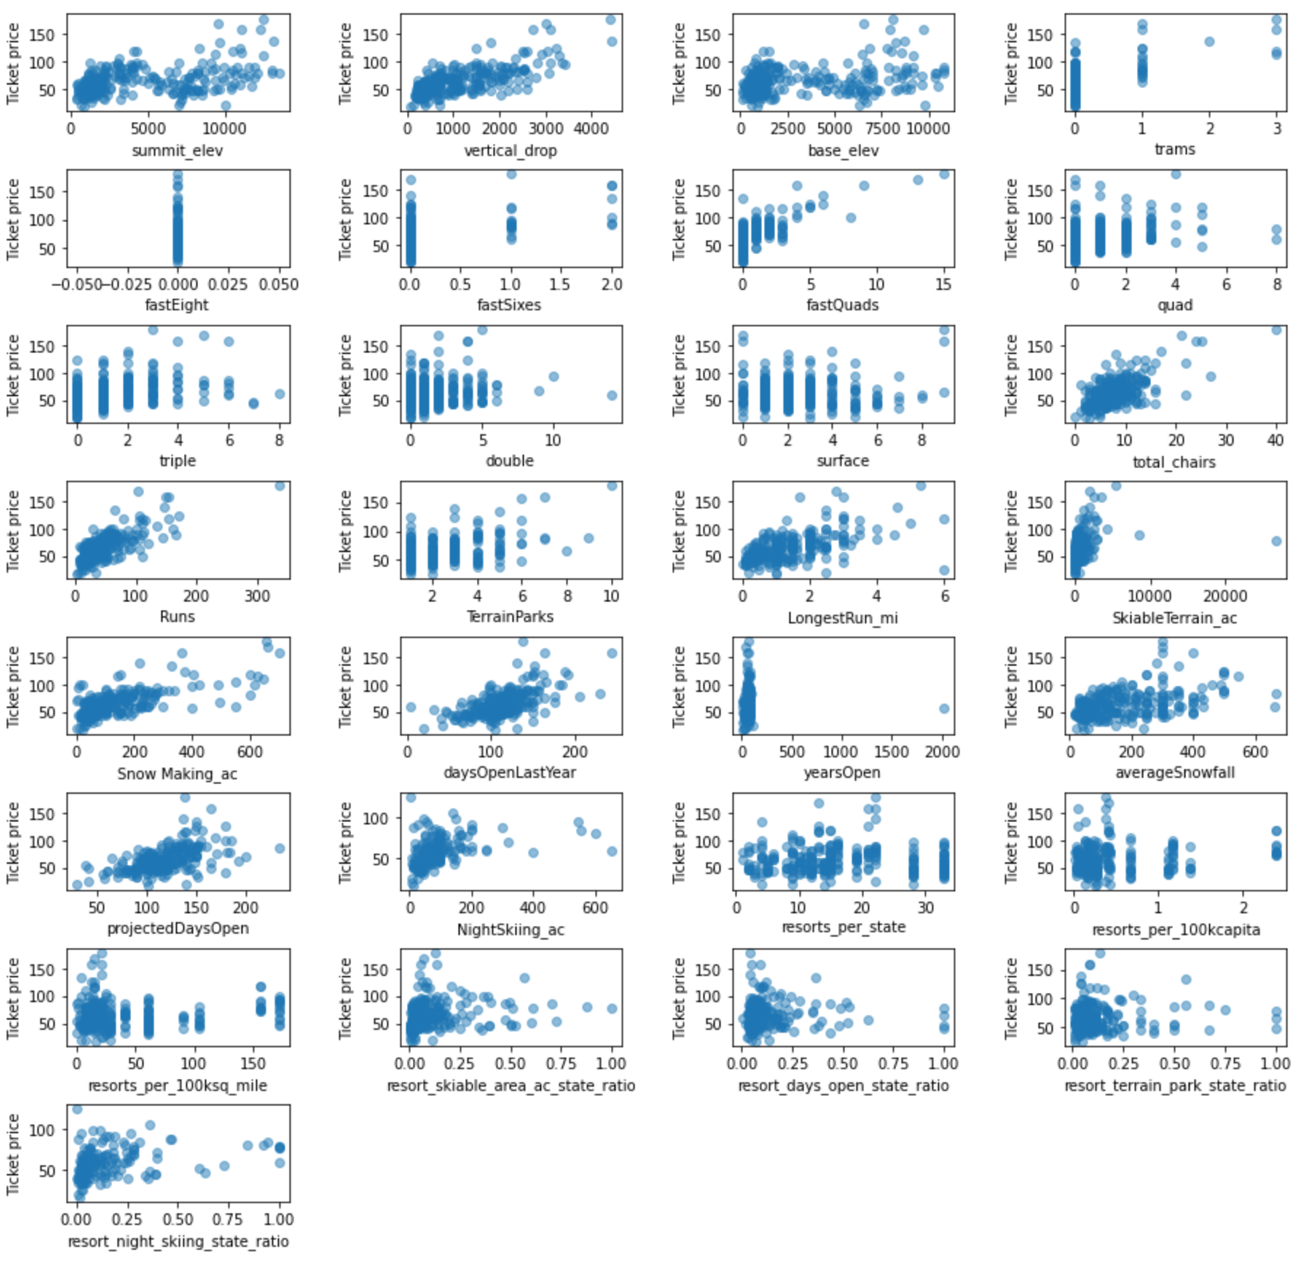 Ticket price Ticket price Ticket price Ticket price
150 150 150 150
100 100 100 100
50 50 50 50
0 5000 10000 0 1000 2000 3000 4000 0 2500 5000 7500 10000 0 1 2 3
summit_elev vertical_drop base_elev trams
Ticket price Ticket price Ticket price Ticket price
150 150 150 150
100 100 100 100
50 50 50 50
−0.050−0.025 0.000 0.025 0.050 0.0 0.5 1.0 1.5 2.0 0 5 10 15 0 2 4 6 8
fastEight fastSixes fastQuads quad
Ticket price Ticket price Ticket price Ticket price
150 150 150 150
100 100 100 100
50 50 50 50
0 2 4 6 8 0 5 10 0 2 4 6 8 0 10 20 30 40
triple double surface total_chairs
Ticket price Ticket price Ticket price Ticket price
150 150 150 150
100 100 100 100
50 50 50 50
0 100 200 300 2 4 6 8 10 0 2 4 6 0 10000 20000
Runs TerrainParks LongestRun_mi SkiableTerrain_ac
Ticket price Ticket price Ticket price Ticket price
150 150 150 150
100 100 100 100
50 50 50 50
0 200 400 600 0 100 200 0 500 1000 1500 2000 0 200 400 600
Snow Making_ac daysOpenLastYear yearsOpen averageSnowfall
Ticket price Ticket price Ticket price Ticket price
150 150 150
100 100 100 100
50 50 50 50
50 100 150 200 0 200 400 600 0 10 20 30 0 1 2
projectedDaysOpen NightSkiing_ac resorts_per_state resorts_per_100kcapita
Ticket price Ticket price Ticket price Ticket price
150 150 150 150
100 100 100 100
50 50 50 50
0 50 100 150 0.00 0.25 0.50 0.75 1.00 0.00 0.25 0.50 0.75 1.00 0.00 0.25 0.50 0.75 1.00
resorts_per_100ksq_mile resort_skiable_area_ac_state_ratio resort_days_open_state_ratio resort_terrain_park_state_ratio
Ticket price
100
50
0.00 0.25 0.50 0.75 1.00
resort_night_skiing_state_ratio